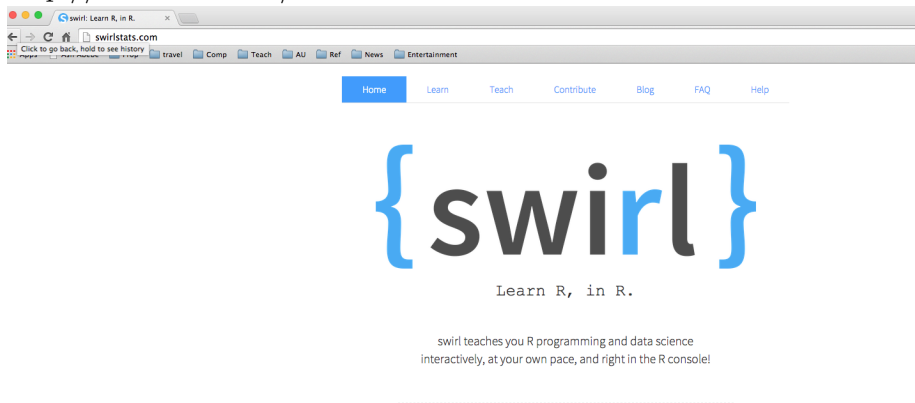 swirl: Learn R, in R.
swirlstats.com
Click to go back, hold to see history
travel Comp Teach AU Ref News Entertainment
Home Learn Teach Contribute Blog FAQ Help
{swirl}
Learn R, in R.
swirl teaches you R programming and data science
interactively, at your own pace, and right in the R console!